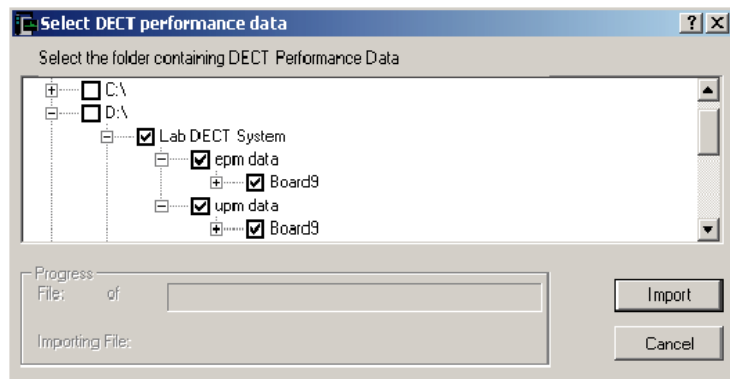 Select DECT performance data
Select the folder containing DECT Performance Data
C:\
D:\
Lab DECT System
epm data
Board9
upm data
Board9
Progress
File: of
Importing File:
Import
Cancel